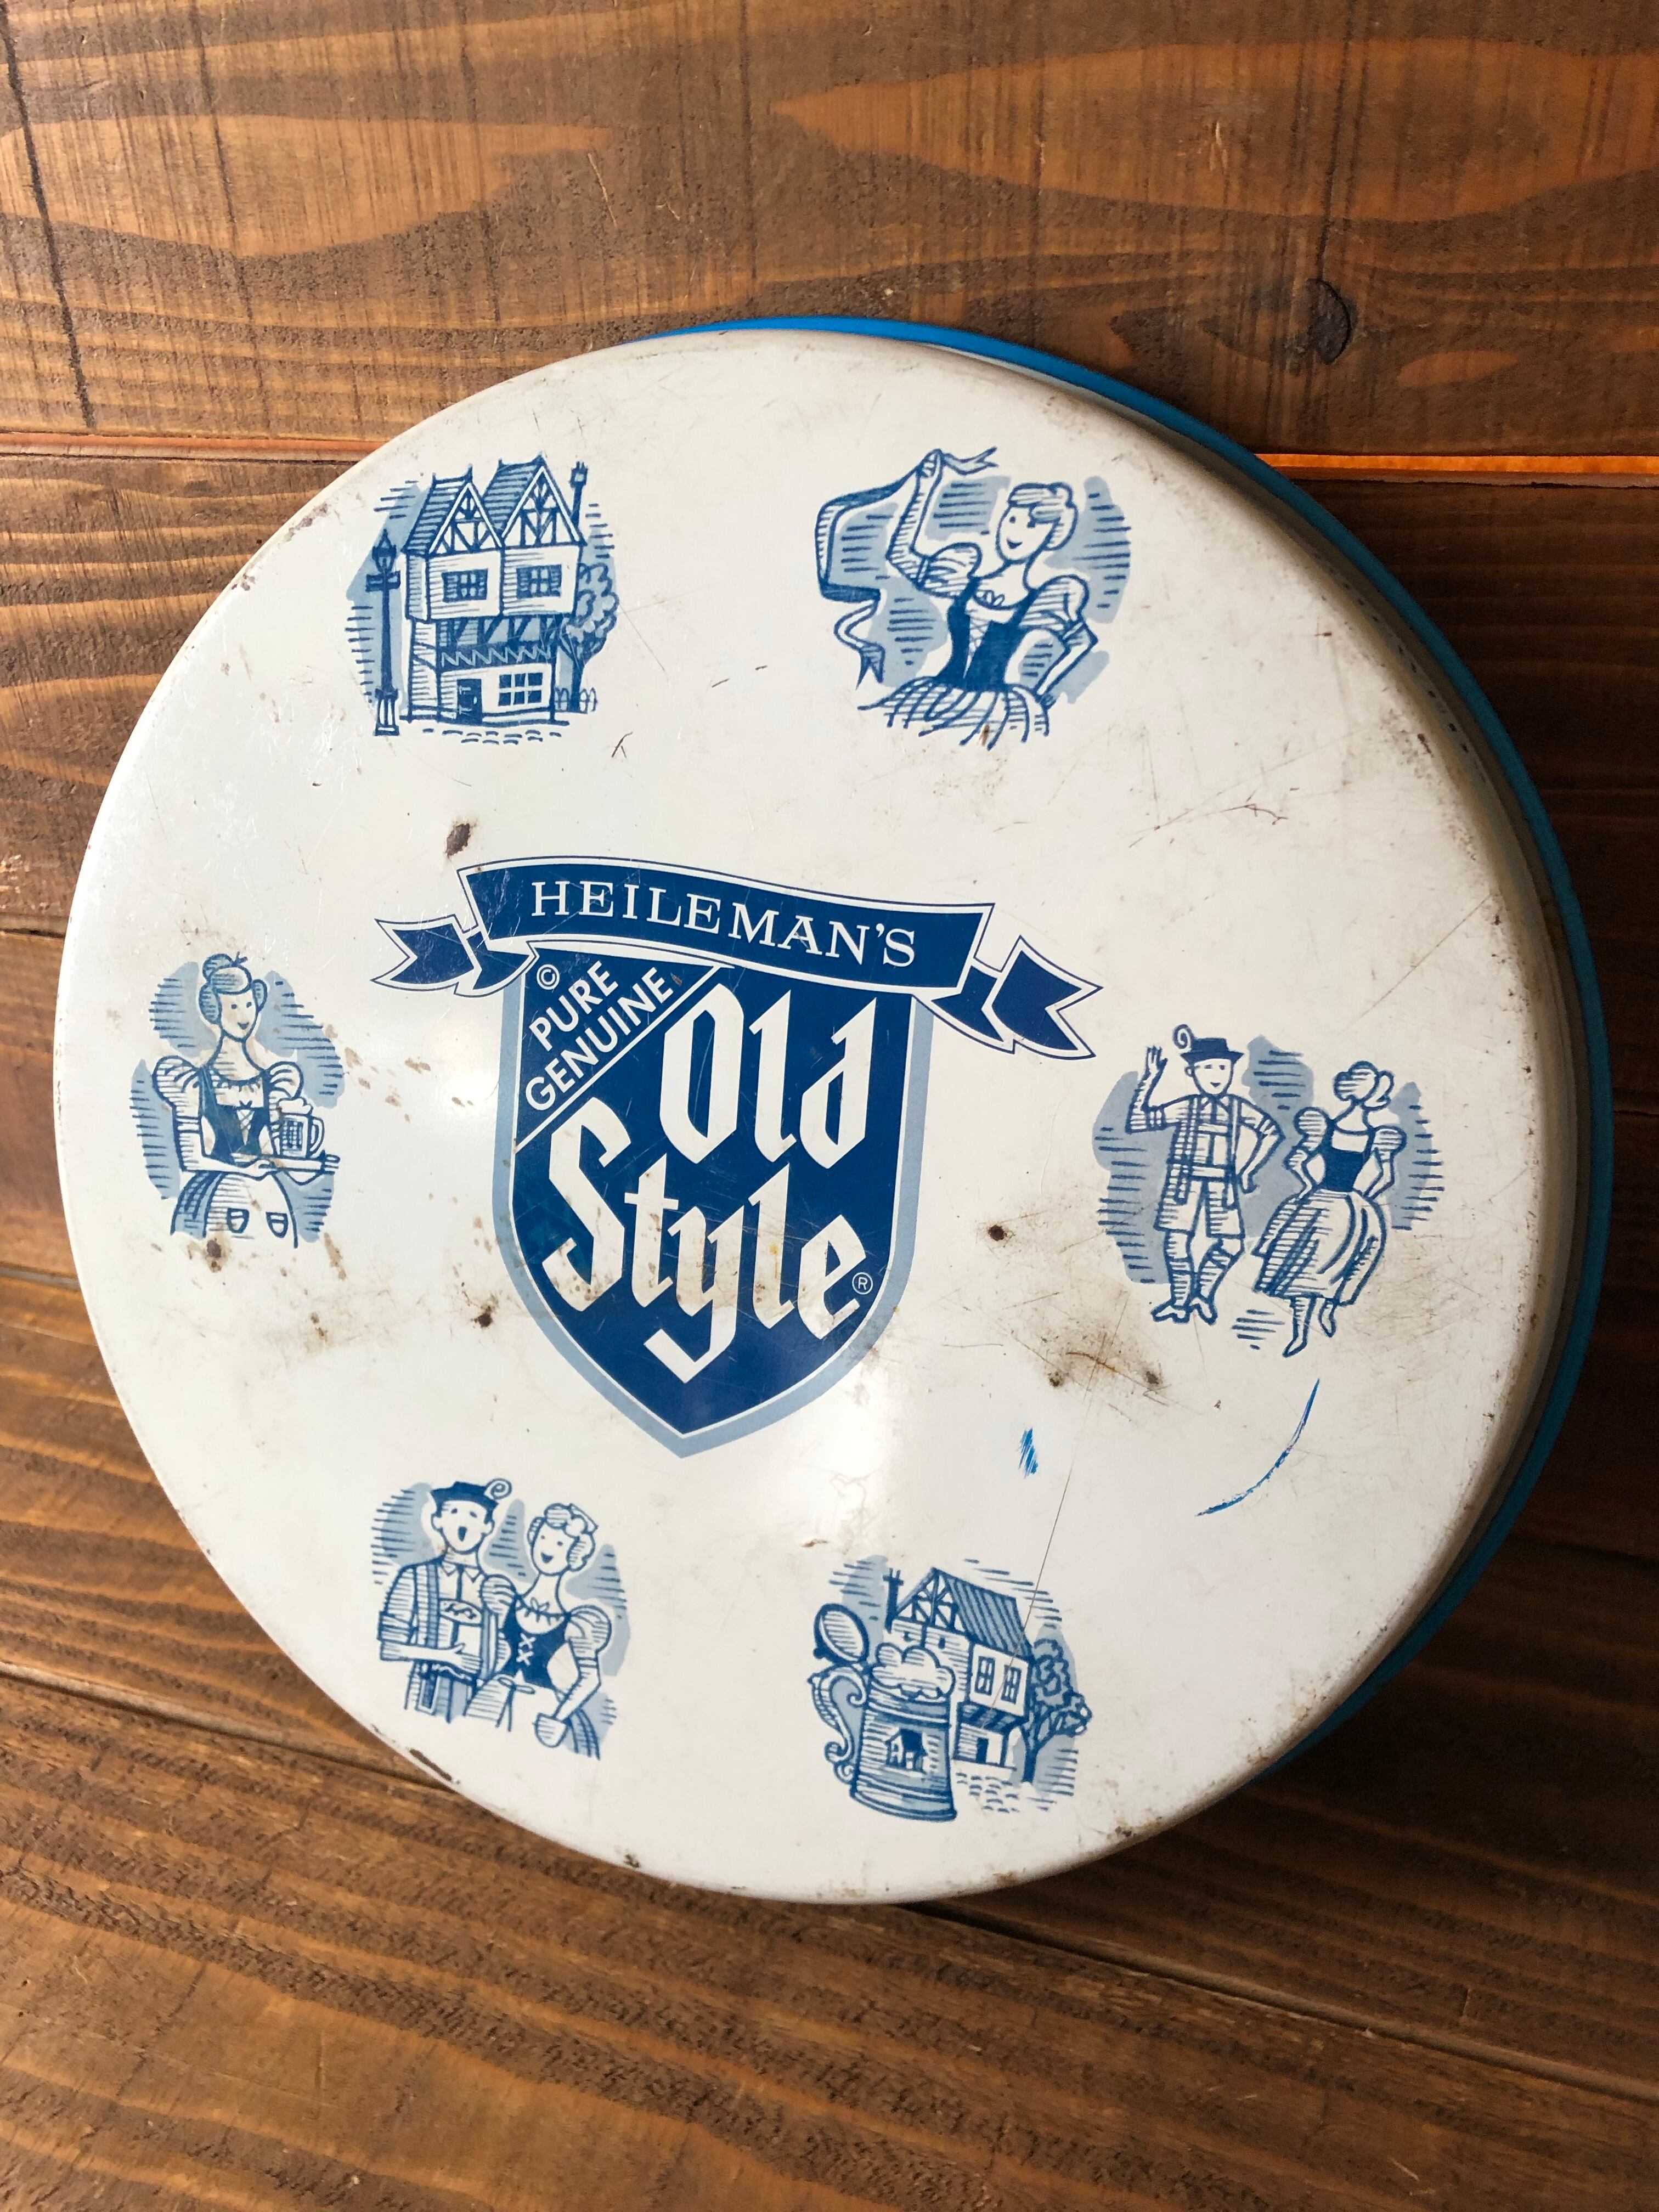 HEILEMAN'S
©
PURE
GENUINE
Old
Style®